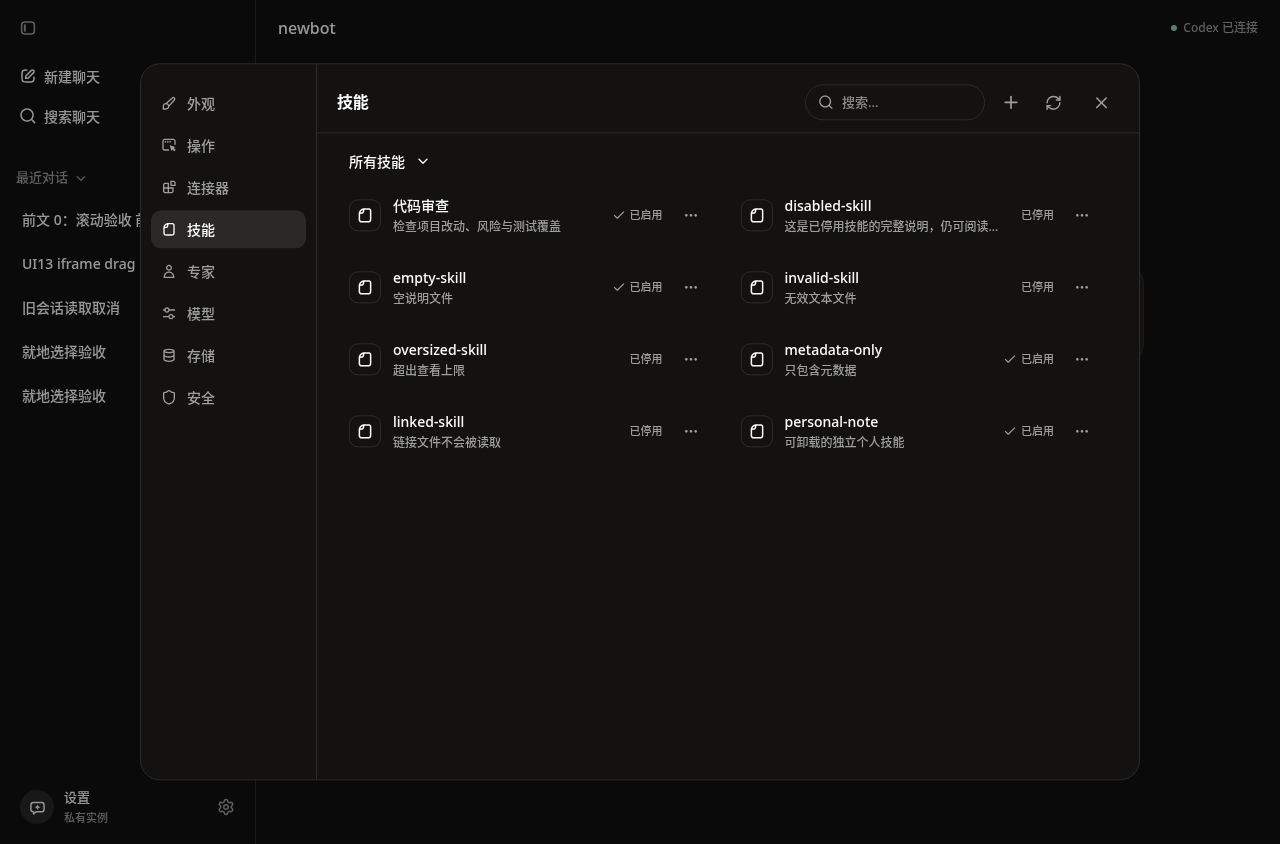 newbot
Codex 已连接
新建聊天
搜索聊天
最近对话
前文 0：滚动验收
UI13 iframe drag
旧会话读取取消
就地选择验收
就地选择验收
设置
私有实例
外观
操作
连接器
技能
专家
模型
存储
安全
技能
搜索...
所有技能
代码审查
检查项目改动、风险与测试覆盖
已启用
disabled-skill
这是已停用技能的完整说明，仍可阅读...
已停用
empty-skill
空说明文件
已启用
invalid-skill
无效文本文件
已停用
oversized-skill
超出查看上限
已停用
metadata-only
只包含元数据
已启用
linked-skill
链接文件不会被读取
已停用
personal-note
可卸载的独立个人技能
已启用